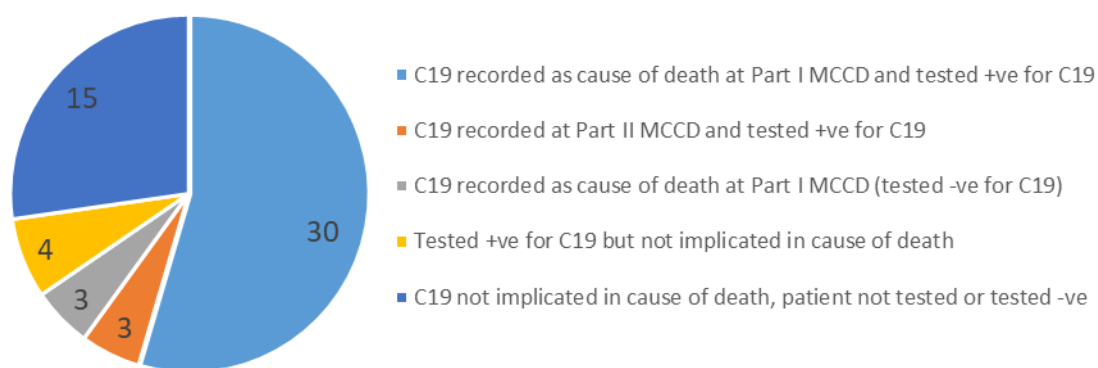 15
30
4
3
3
C19 recorded as cause of death at Part I MCCD and tested +ve for C19
C19 recorded at Part II MCCD and tested +ve for C19
C19 recorded as cause of death at Part I MCCD (tested -ve for C19)
Tested +ve for C19 but not implicated in cause of death
C19 not implicated in cause of death, patient not tested or tested -ve